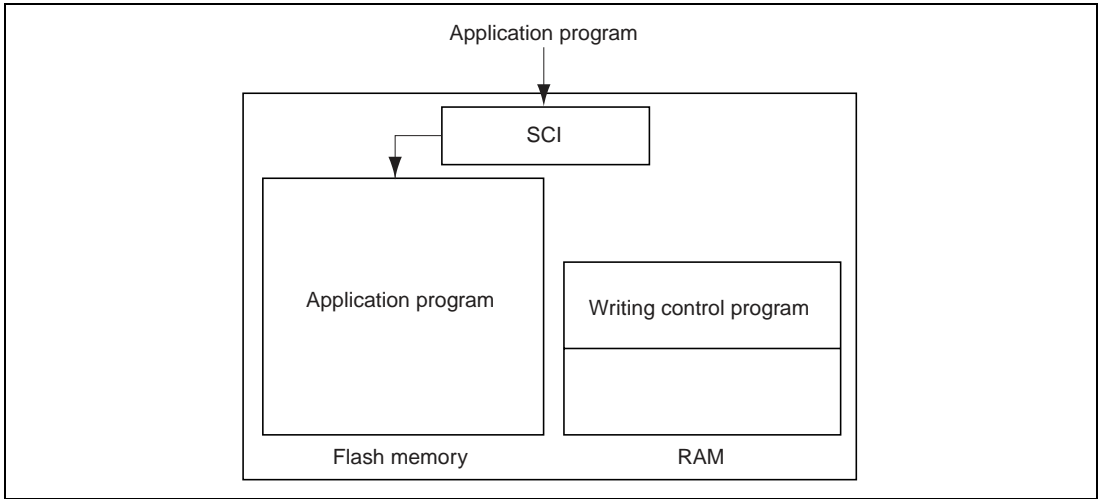 Application program
SCI
Application program
Writing control program
Flash memory
RAM